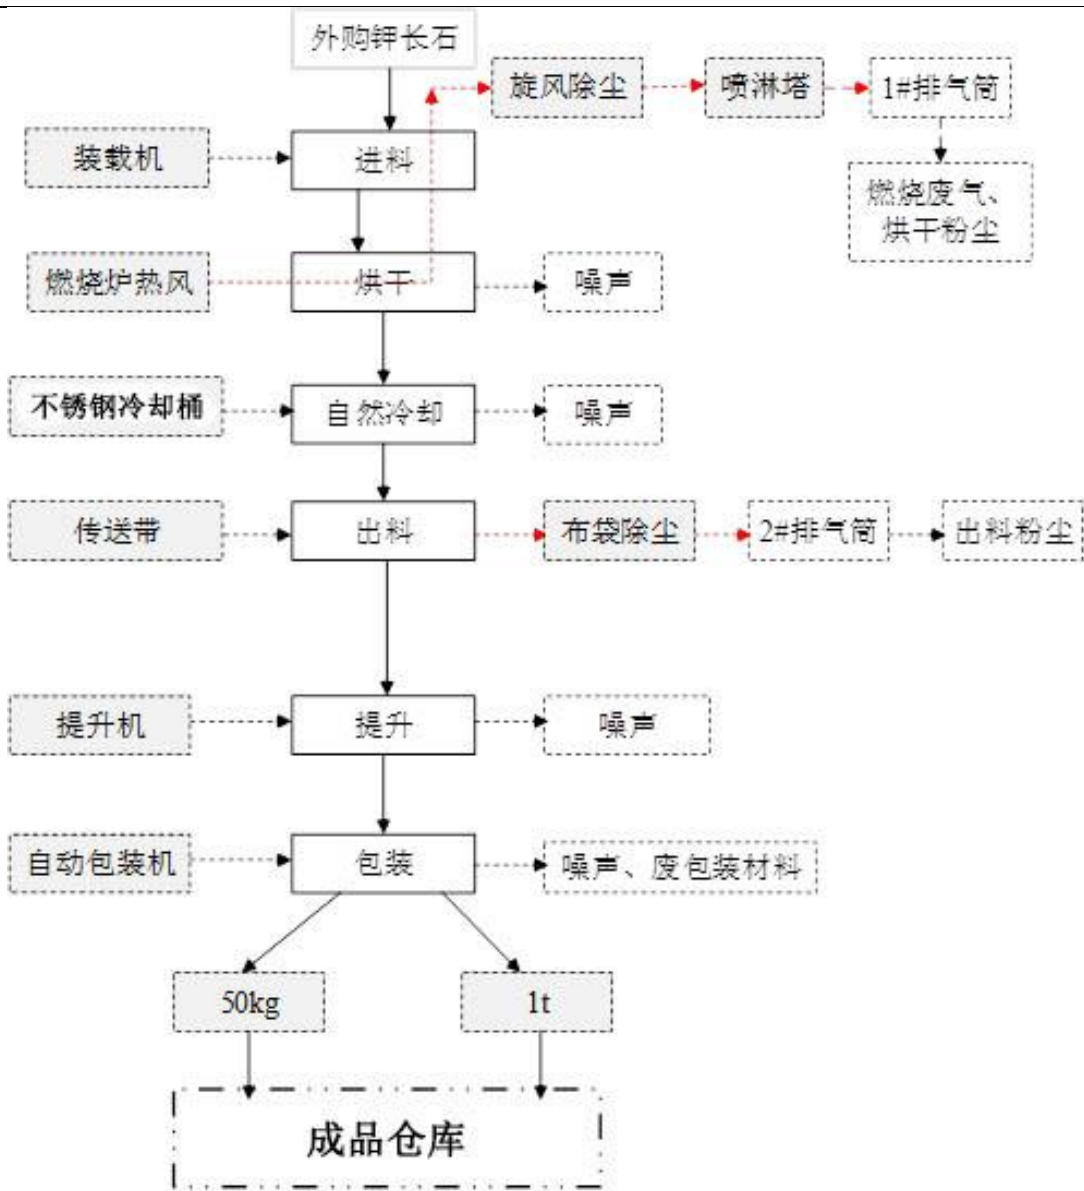 外购钾长石
旋风除尘
喷淋塔
1#排气筒
装载机
进料
燃烧废气、
烘干粉尘
燃烧炉热风
烘干
噪声
不锈钢冷却桶
自然冷却
噪声
传送带
出料
布袋除尘
2#排气筒
出料粉尘
提升机
提升
噪声
自动包装机
包装
噪声、废包装材料
50kg
1t
成品仓库